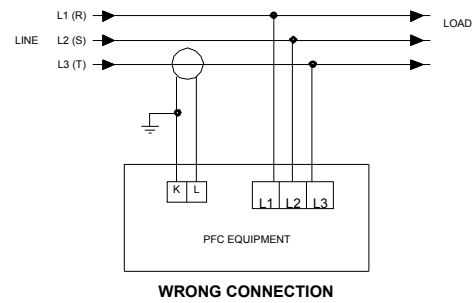 L1 (R)
LOAD
LINE L2 (S)
L3 (T)
K L
L1 L2 L3
PFC EQUIPMENT
WRONG CONNECTION